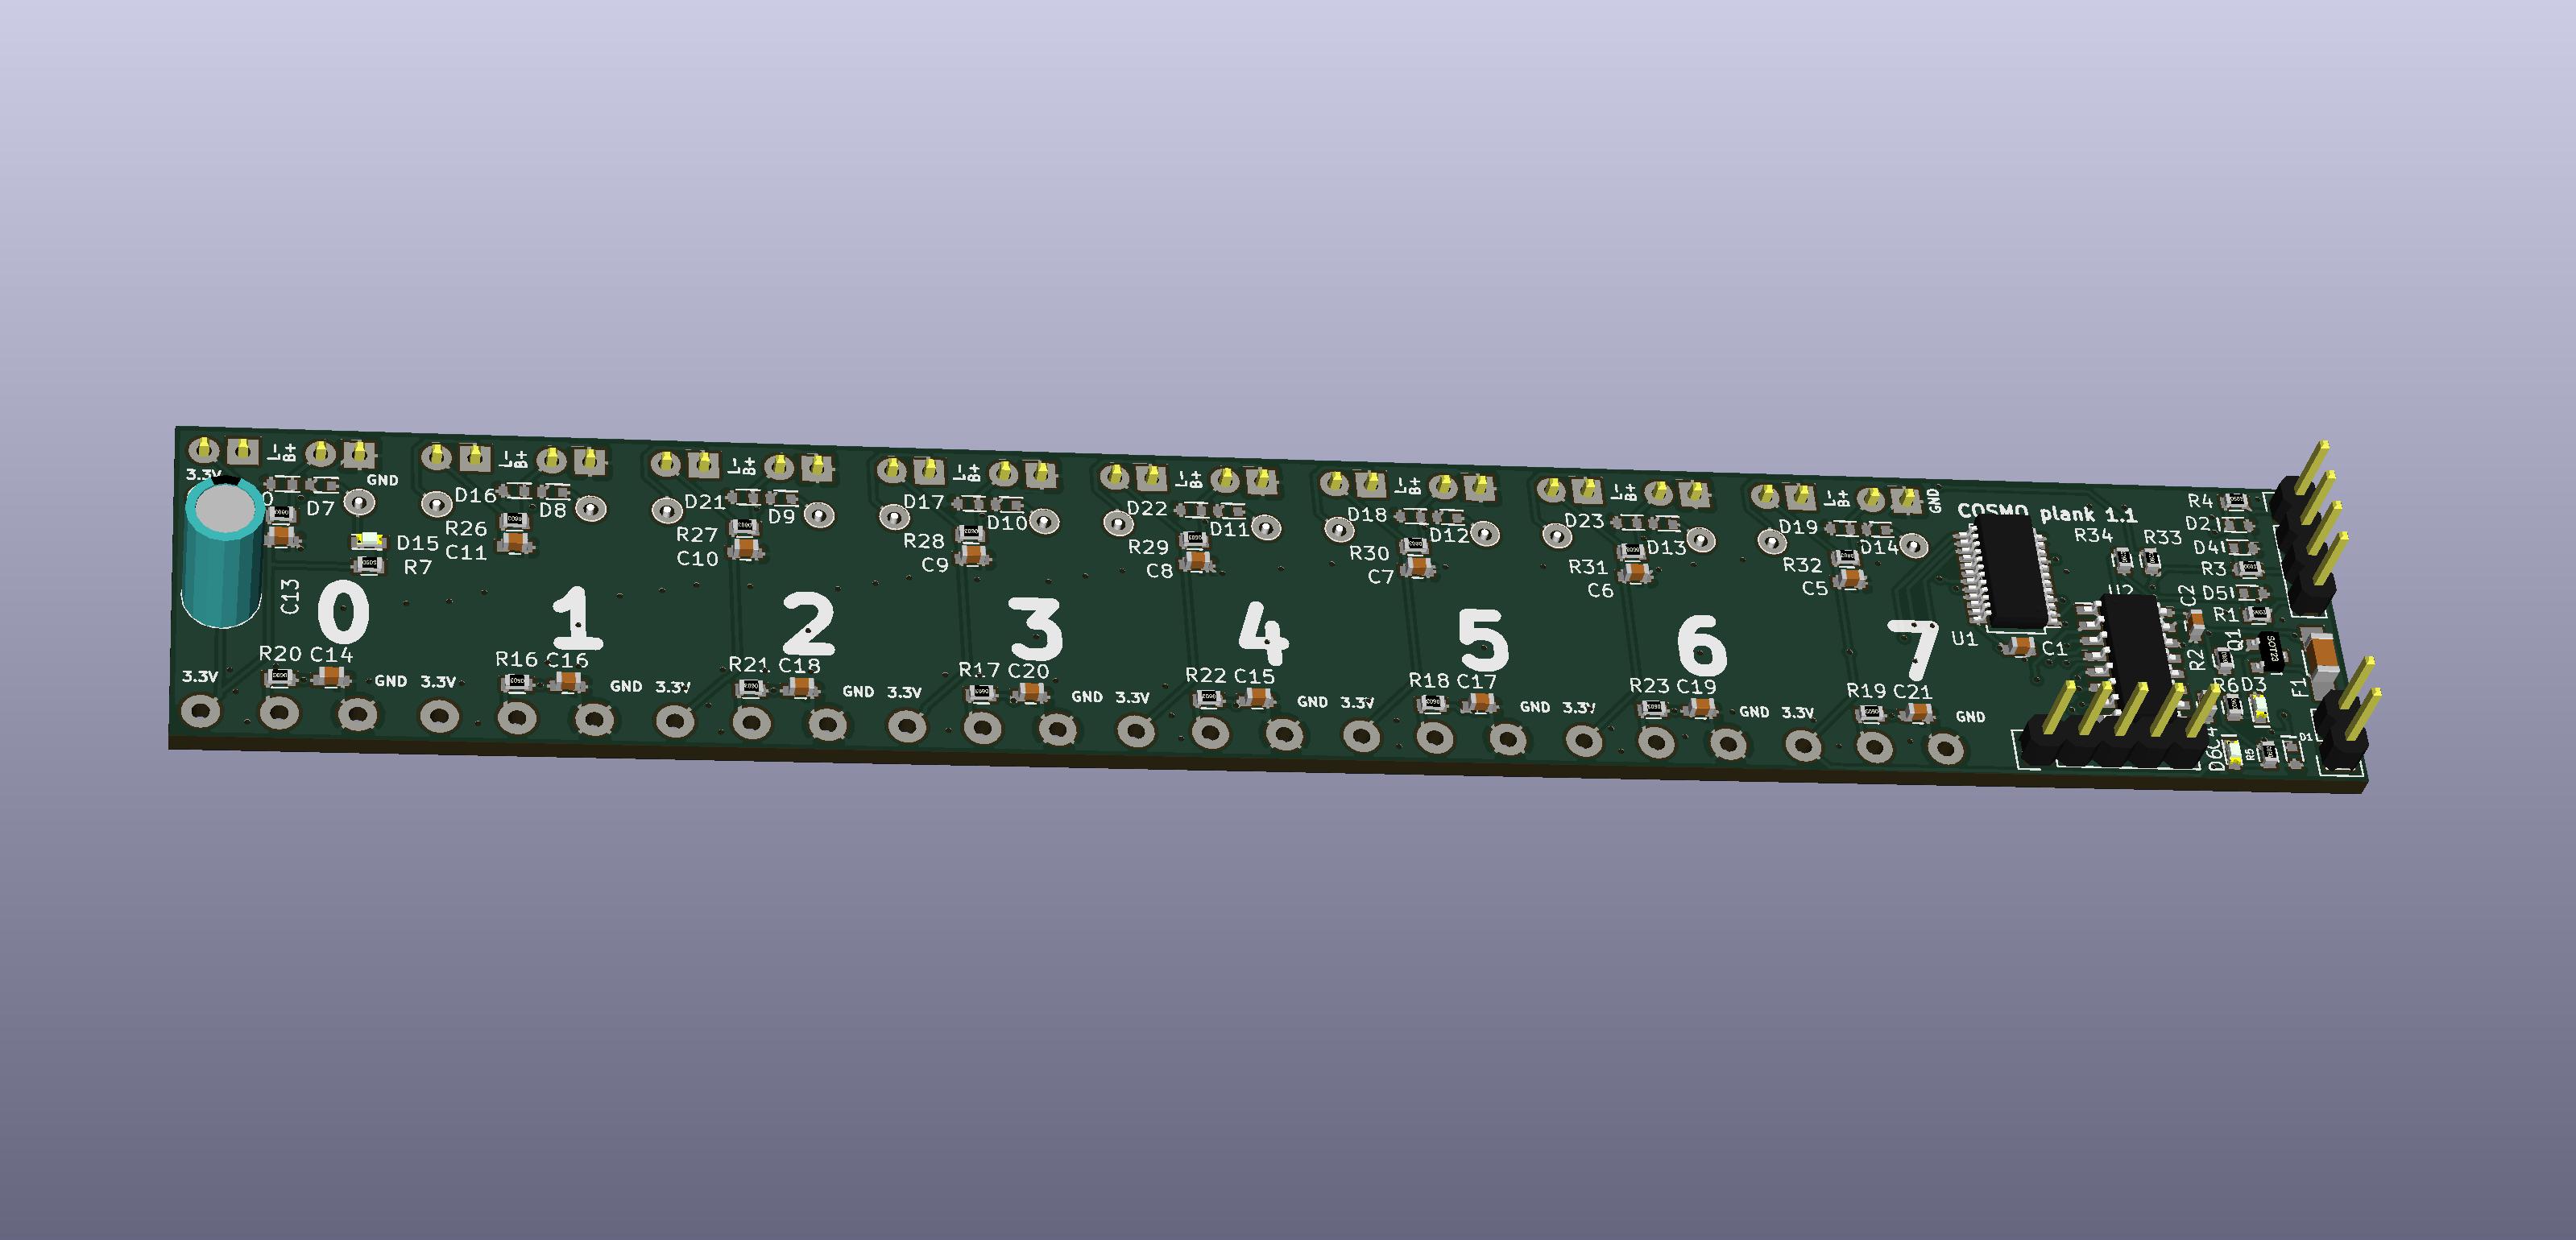 L- B+
L- B+
L- B+
L- B+
L- B+
L- B+
L- B+
L- B+
GND
3.3V
GND
D7
D16
D8
D21
D9
D17
D10
D22
D11
D18
D12
D23
D13
D19
D14
COSMO plank 1.1
R4
D2
D4
R3
D5
R1
R34
R33
R26
C11
R27
C10
R28
C9
R29
C8
R30
C7
R31
C6
R32
C5
D15
R7
C13
0
1
2
3
4
5
6
7
U1
C1
U2
C2
R2
Q1
SOT23
F1
R6 D3
R20 C14
R16 C16
R21 C18
R17 C20
R22 C15
R18 C17
R23 C19
R19 C21
3.3V
GND 3.3V
GND 3.3V
GND 3.3V
GND 3.3V
GND 3.3V
GND 3.3V
GND 3.3V
GND
D6
C4
R5
D1